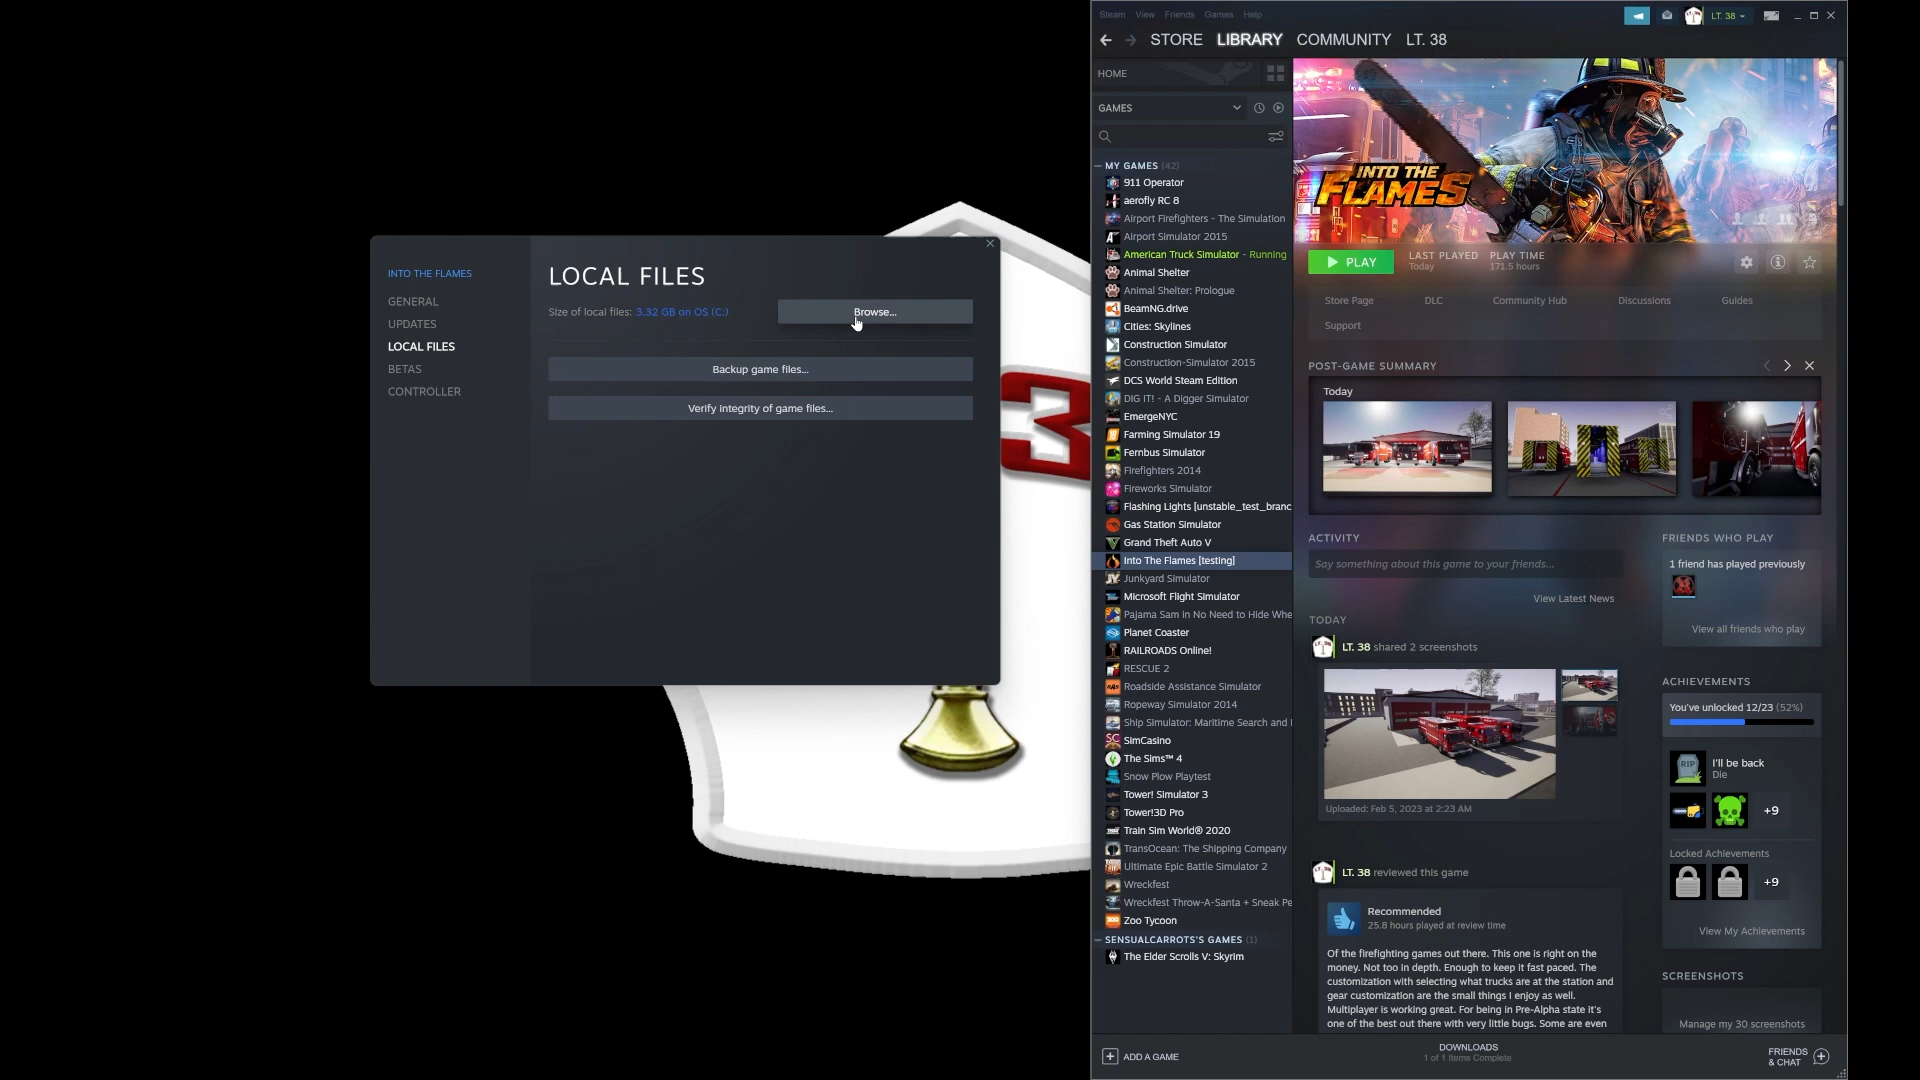 Steam View Friends Games Help
LT. 38
STORE LIBRARY COMMUNITY LT. 38
HOME
GAMES
MY GAMES (42)
911 Operator
aerofly RC 8
Airport Firefighters - The Simulation
Airport Simulator 2015
American Truck Simulator - Running
Animal Shelter
Animal Shelter: Prologue
BeamNG.drive
Cities: Skylines
Construction Simulator
Construction-Simulator 2015
DCS World Steam Edition
DIG IT! - A Digger Simulator
EmergeNYC
Farming Simulator 19
Fernbus Simulator
Firefighters 2014
Fireworks Simulator
Flashing Lights [unstable_test_branc
Gas Station Simulator
Grand Theft Auto V
Into The Flames [testing]
Junkyard Simulator
Microsoft Flight Simulator
Pajama Sam in No Need to Hide Whe
Planet Coaster
RAILROADS Online!
RESCUE 2
Roadside Assistance Simulator
Ropeway Simulator 2014
Ship Simulator: Maritime Search and
SimCasino
The Sims™ 4
Snow Plow Playtest
Tower! Simulator 3
Tower!3D Pro
Train Sim World® 2020
TransOcean: The Shipping Company
Ultimate Epic Battle Simulator 2
Wreckfest
Wreckfest Throw-A-Santa + Sneak Pe
Zoo Tycoon
SENSUALCARROTS'S GAMES (1)
The Elder Scrolls V: Skyrim
ADD A GAME
INTO THE FLAMES
GENERAL
UPDATES
LOCAL FILES
BETAS
CONTROLLER
LOCAL FILES
Size of local files: 3.32 GB on OS (C:)
Browse...
Backup game files...
Verify integrity of game files...
3
INTO THE
FLAMES
PLAY
LAST PLAYED
Today
PLAY TIME
171.5 hours
Store Page DLC Community Hub Discussions Guides
Support
POST-GAME SUMMARY
Today
ACTIVITY
Say something about this game to your friends...
View Latest News
TODAY
LT. 38 shared 2 screenshots
Uploaded: Feb 5, 2023 at 2:23 AM
LT. 38 reviewed this game
Recommended
25.8 hours played at review time
Of the firefighting games out there. This one is right on the
money. Not too in depth. Enough to keep it fast paced. The
customization with selecting what trucks are at the station and
gear customization are the small things I enjoy as well.
Multiplayer is working great. For being in Pre-Alpha state it's
one of the best out there with very little bugs. Some are even
FRIENDS WHO PLAY
1 friend has played previously
View all friends who play
ACHIEVEMENTS
You've unlocked 12/23 (52%)
RIP
I'll be back
Die
+9
Locked Achievements
+9
View My Achievements
SCREENSHOTS
Manage my 30 screenshots
DOWNLOADS
1 of 1 Items Complete
FRIENDS
& CHAT